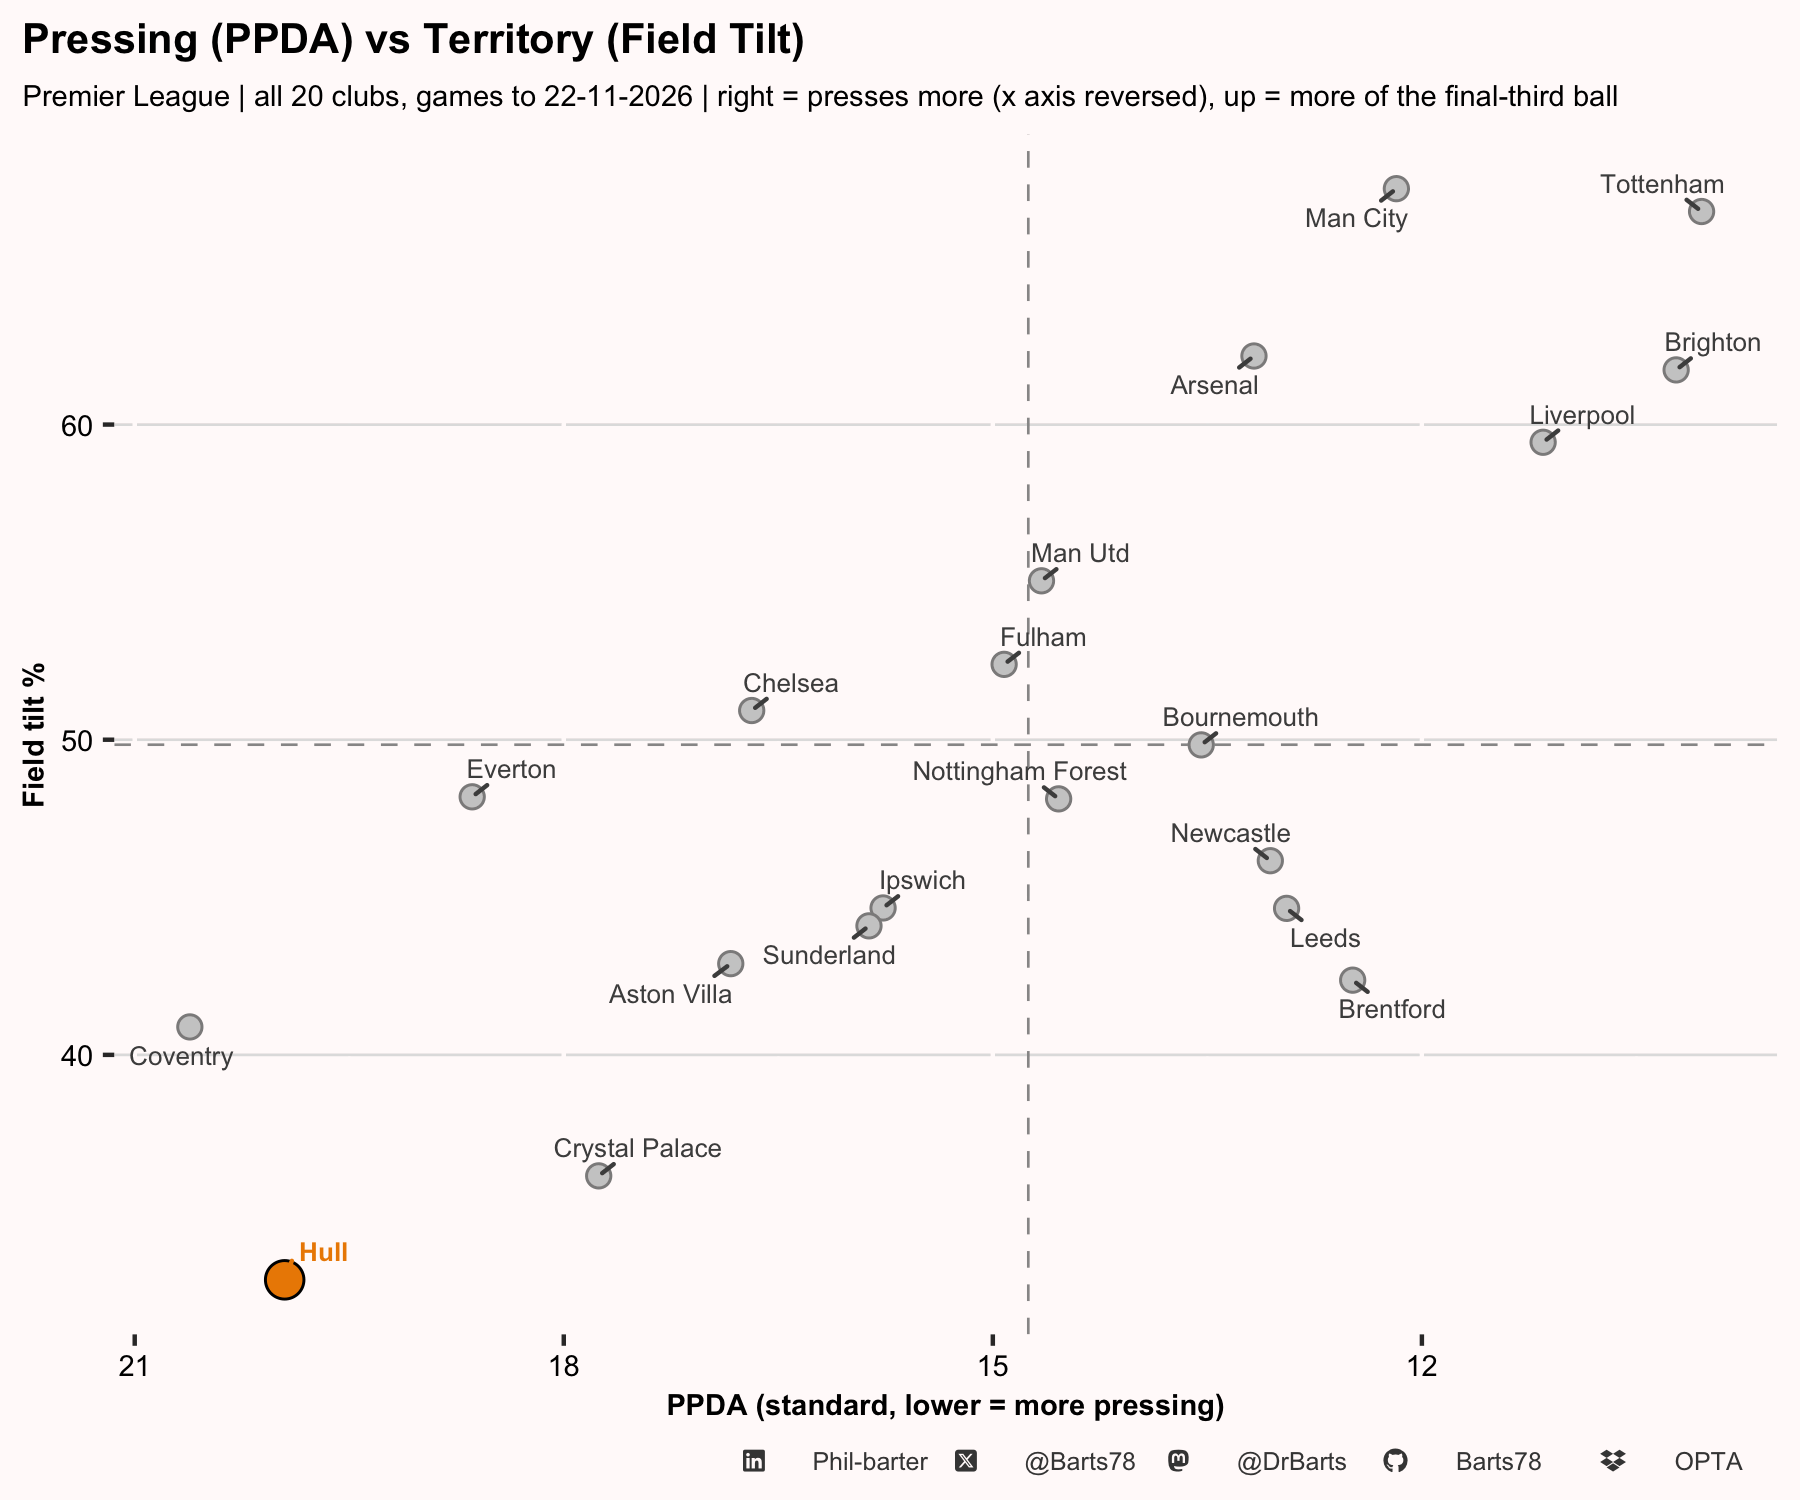 Pressing (PPDA) vs Territory (Field Tilt)
Premier League | all 20 clubs, games to 22-11-2026 | right = presses more (x axis reversed), up = more of the final-third ball
Tottenham
Man City
Brighton
Arsenal
Liverpool
60
Man Utd
Fulham
Chelsea
Bournemouth
50
Field tilt %
Everton
Nottingham Forest
Newcastle
Ipswich
Leeds
Sunderland
Aston Villa
Brentford
Coventry
40
Crystal Palace
Hull
21 18 15 12
PPDA (standard, lower = more pressing)
Phil-barter @Barts78 @DrBarts Barts78 OPTA